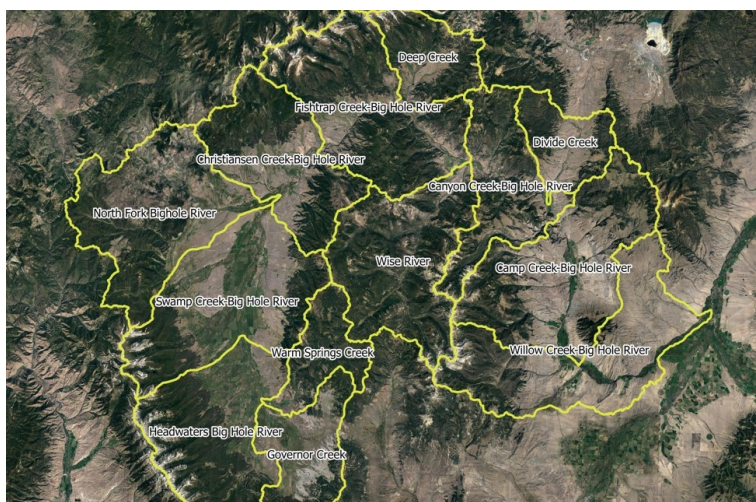 Deep Creek
Fishtrap Creek-Big Hole River
Divide Creek
Christiansen Creek-Big Hole River
Canyon Creek-Big Hole River
North Fork Bighole River
Wise River
Camp Creek-Big Hole River
Swamp Creek-Big Hole River
Warm Springs Creek
Willow Creek-Big Hole River
Headwaters Big Hole River
Governor Creek